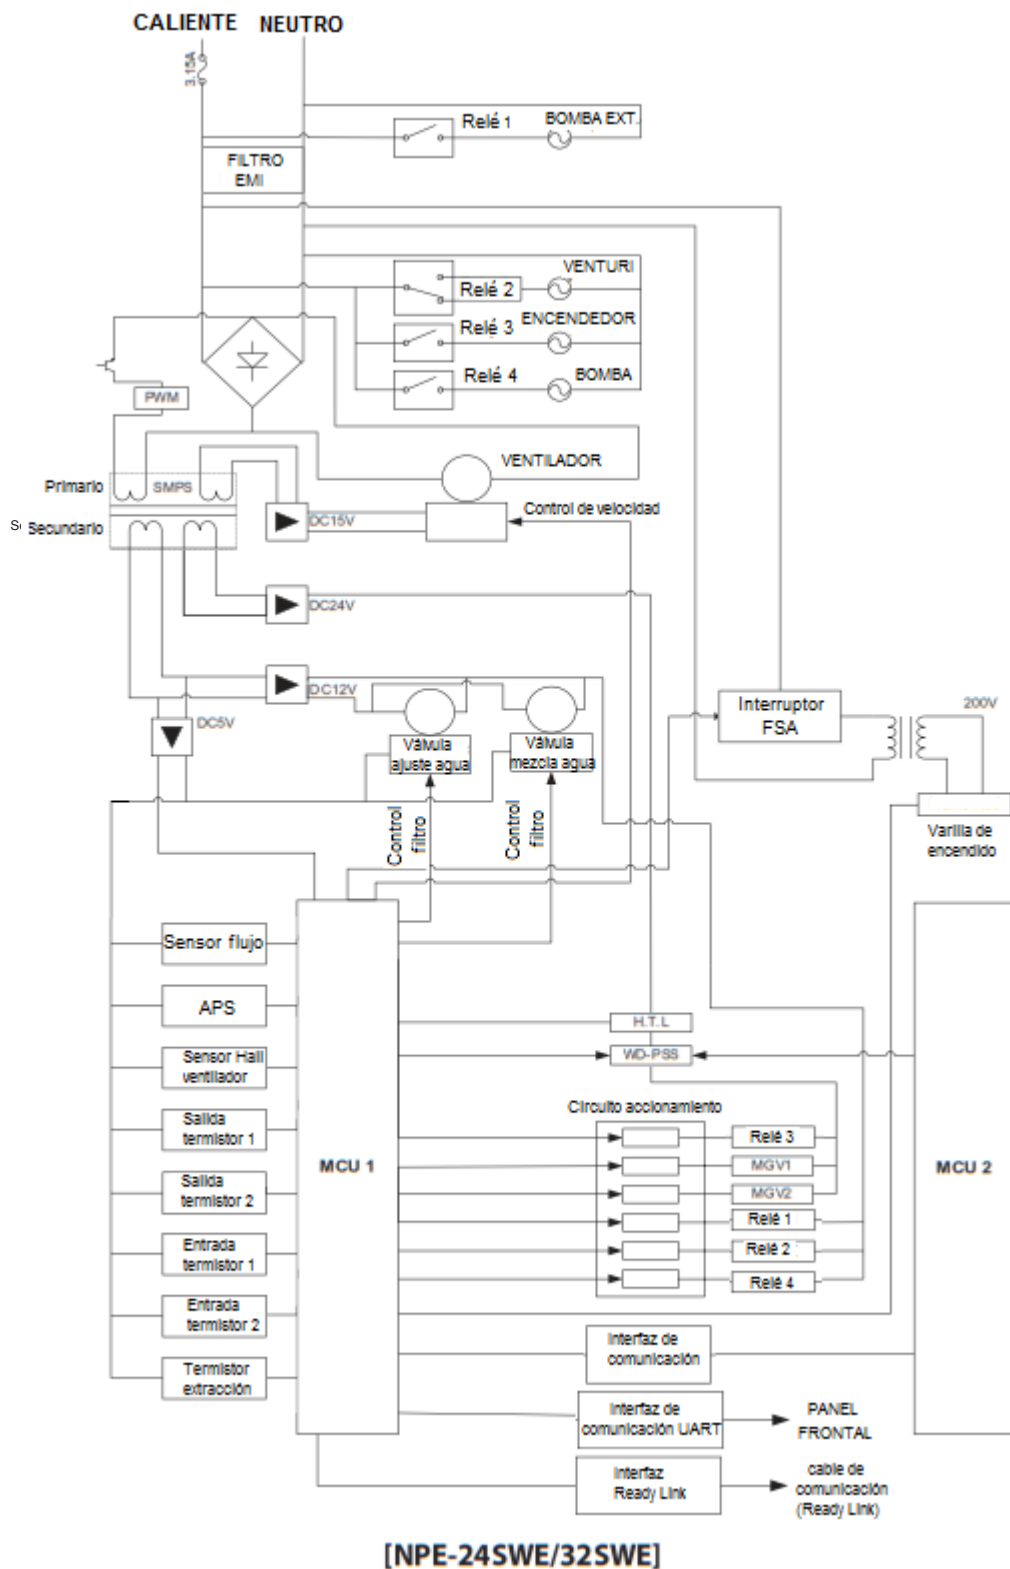 CALIENTE NEUTRO
3.15A
Relé 1
BOMBA EXT.
FILTRO
EMI
VENTURI
Relé 2
ENCENDEDOR
Relé 3
Relé 4
BOMBA
PWM
VENTILADOR
Primario
SMPS
Control de velocidad
Secundario
DC15V
DC24V
DC12V
DC5V
Interruptor
FSA
200V
Válvula
ajuste agua
Válvula
mezcla agua
Control
filtro
Control
filtro
Varilla de
encendido
Sensor flujo
APS
Sensor Hall
ventilador
Salida
termistor 1
Salida
termistor 2
Entrada
termistor 1
Entrada
termistor 2
Termistor
extracción
MCU 1
H.T.L
WD-PSS
Circuito accionamiento
Relé 3
MGV1
MGV2
Relé 1
Relé 2
Relé 4
MCU 2
Interfaz de
comunicación
Interfaz de
comunicación UART
PANEL
FRONTAL
Interfaz
Ready Link
cable de
comunicación
(Ready Link)
[NPE-24SWE/32SWE]